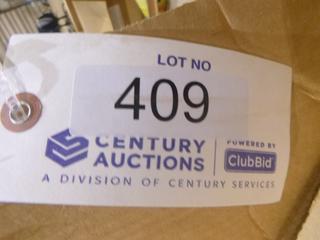 LOT NO
409
CENTURY AUCTIONS
POWERED BY
ClubBid
A DIVISION OF CENTURY SERVICES